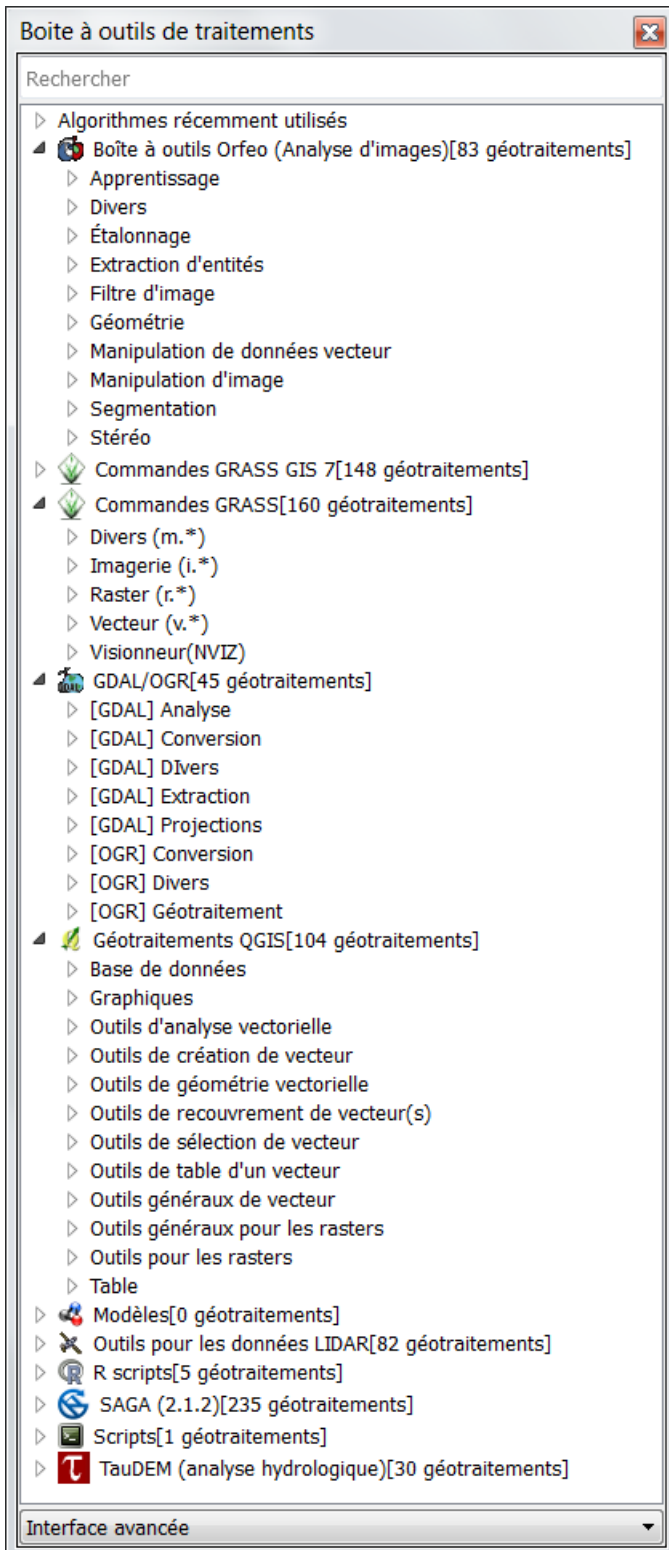 Boite à outils de traitements
Rechercher
Algorithmes récemment utilisés
Boîte à outils Orfeo (Analyse d'images)[83 géotraitements]
Apprentissage
Divers
Étalonnage
Extraction d'entités
Filtre d'image
Géométrie
Manipulation de données vecteur
Manipulation d'image
Segmentation
Stéréo
Commandes GRASS GIS 7[148 géotraitements]
Commandes GRASS[160 géotraitements]
Divers (m.*)
Imagerie (i.*)
Raster (r.*)
Vecteur (v.*)
Visionneur(NVIZ)
GDAL/OGR[45 géotraitements]
[GDAL] Analyse
[GDAL] Conversion
[GDAL] DIvers
[GDAL] Extraction
[GDAL] Projections
[OGR] Conversion
[OGR] Divers
[OGR] Géotraitement
Géotraitements QGIS[104 géotraitements]
Base de données
Graphiques
Outils d'analyse vectorielle
Outils de création de vecteur
Outils de géométrie vectorielle
Outils de recouvrement de vecteur(s)
Outils de sélection de vecteur
Outils de table d'un vecteur
Outils généraux de vecteur
Outils généraux pour les rasters
Outils pour les rasters
Table
Modèles[0 géotraitements]
Outils pour les données LIDAR[82 géotraitements]
R scripts[5 géotraitements]
SAGA (2.1.2)[235 géotraitements]
Scripts[1 géotraitements]
TauDEM (analyse hydrologique)[30 géotraitements]
Interface avancée